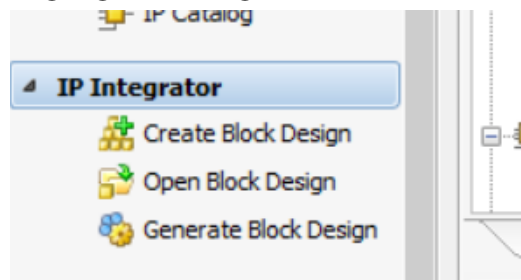 IP Catalog
IP Integrator
Create Block Design
Open Block Design
Generate Block Design